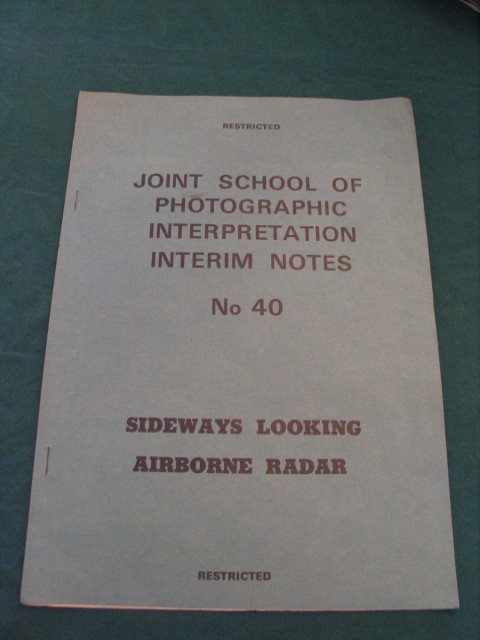 RESTRICTED
JOINT SCHOOL OF
PHOTOGRAPHIC
INTERPRETATION
INTERIM NOTES
No 40
SIDEWAYS LOOKING
AIRBORNE RADAR
RESTRICTED